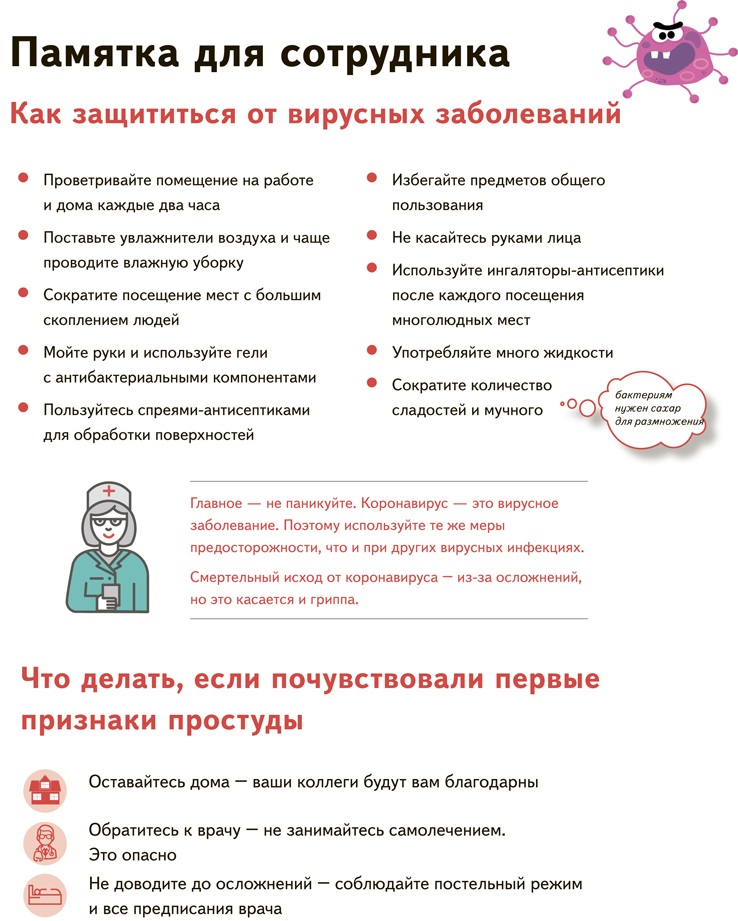 Памятка для сотрудника
Как защититься от вирусных заболеваний
Проветривайте помещение на работе
и дома каждые два часа
Поставьте увлажнители воздуха и чаще
проводите влажную уборку
Сократите посещение мест с большим
скоплением людей
Мойте руки и используйте гели
с антибактериальными компонентами
Пользуйтесь спреями-антисептиками
для обработки поверхностей
Избегайте предметов общего
пользования
Не касайтесь руками лица
Используйте ингаляторы-антисептики
после каждого посещения
многолюдных мест
Употребляйте много жидкости
Сократите количество
сладостей и мучного
бактериям
нужен сахар
для размножения
Главное — не паникуйте. Коронавирус — это вирусное
заболевание. Поэтому используйте те же меры
предосторожности, что и при других вирусных инфекциях.
Смертельный исход от коронавируса — из-за осложнений,
но это касается и гриппа.
Что делать, если почувствовали первые
признаки простуды
Оставайтесь дома — ваши коллеги будут вам благодарны
Обратитесь к врачу — не занимайтесь самолечением.
Это опасно
Не доводите до осложнений — соблюдайте постельный режим
и все предписания врача